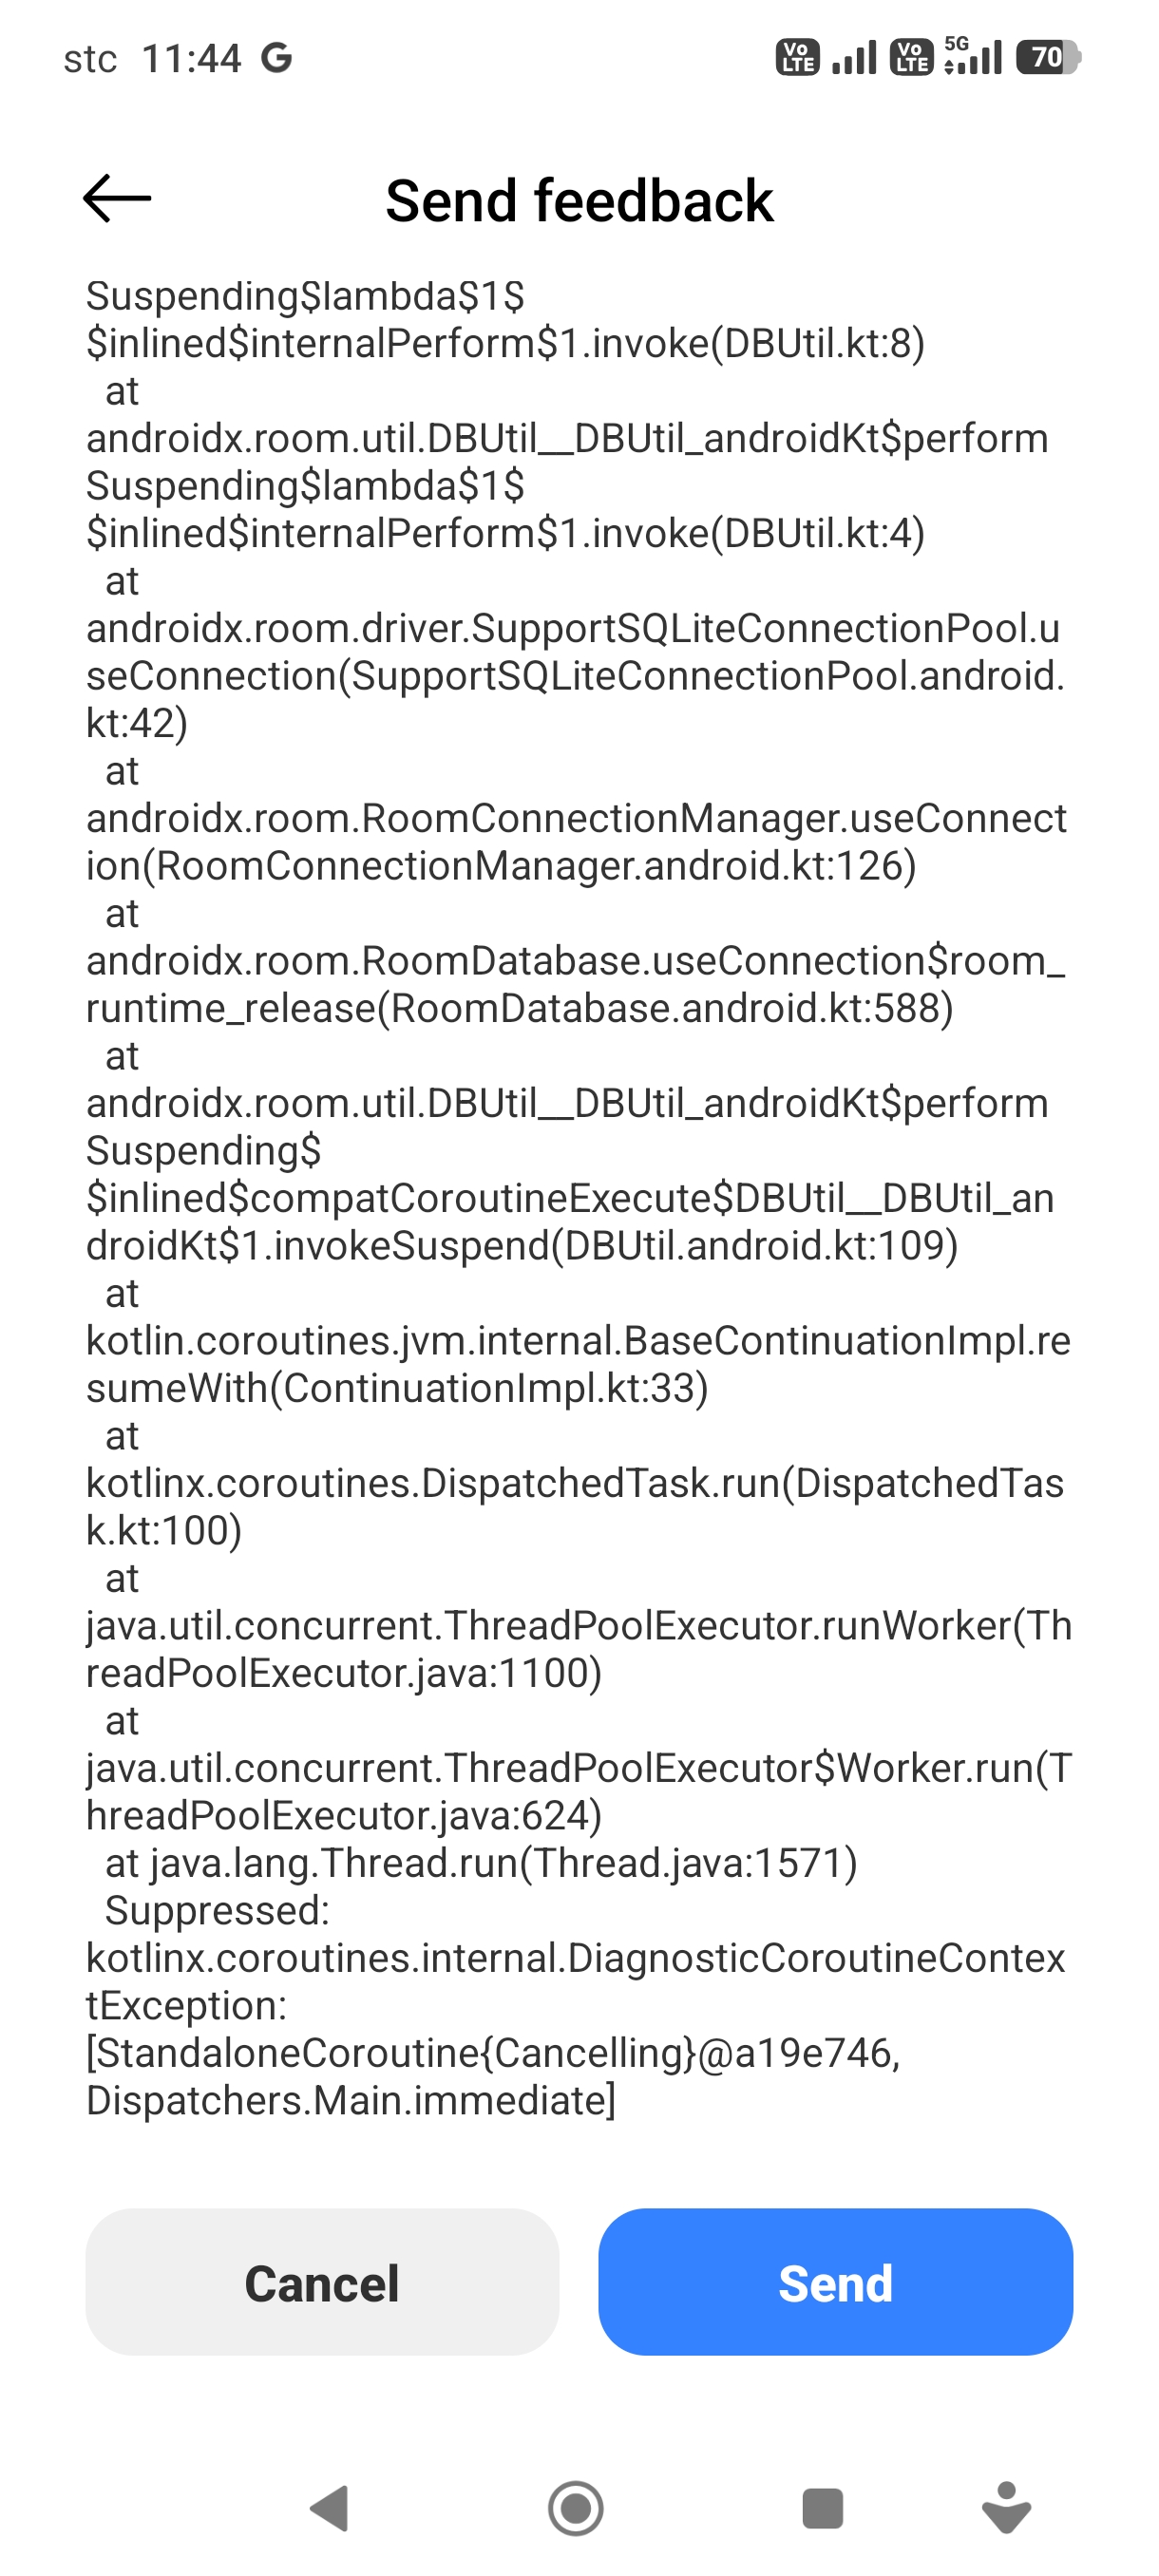 stc 11:44 G Vo LTE Vo LTE 5G 70
Send feedback
Suspending$lambda$1$
$inlined$internalPerform$1.invoke(DBUtil.kt:8)
at
androidx.room.util.DBUtil__DBUtil_androidKt$perform
Suspending$lambda$1$
$inlined$internalPerform$1.invoke(DBUtil.kt:4)
at
androidx.room.driver.SupportSQLiteConnectionPool.u
seConnection(SupportSQLiteConnectionPool.android.
kt:42)
at
androidx.room.RoomConnectionManager.useConnect
ion(RoomConnectionManager.android.kt:126)
at
androidx.room.RoomDatabase.useConnection$room_
runtime_release(RoomDatabase.android.kt:588)
at
androidx.room.util.DBUtil__DBUtil_androidKt$perform
Suspending$
$inlined$compatCoroutineExecute$DBUtil__DBUtil_an
droidKt$1.invokeSuspend(DBUtil.android.kt:109)
at
kotlin.coroutines.jvm.internal.BaseContinuationImpl.re
sumeWith(ContinuationImpl.kt:33)
at
kotlinx.coroutines.DispatchedTask.run(DispatchedTas
k.kt:100)
at
java.util.concurrent.ThreadPoolExecutor.runWorker(Th
readPoolExecutor.java:1100)
at
java.util.concurrent.ThreadPoolExecutor$Worker.run(T
hreadPoolExecutor.java:624)
at java.lang.Thread.run(Thread.java:1571)
Suppressed:
kotlinx.coroutines.internal.DiagnosticCoroutineContex
tException:
[StandaloneCoroutine{Cancelling}@a19e746,
Dispatchers.Main.immediate]
Cancel Send